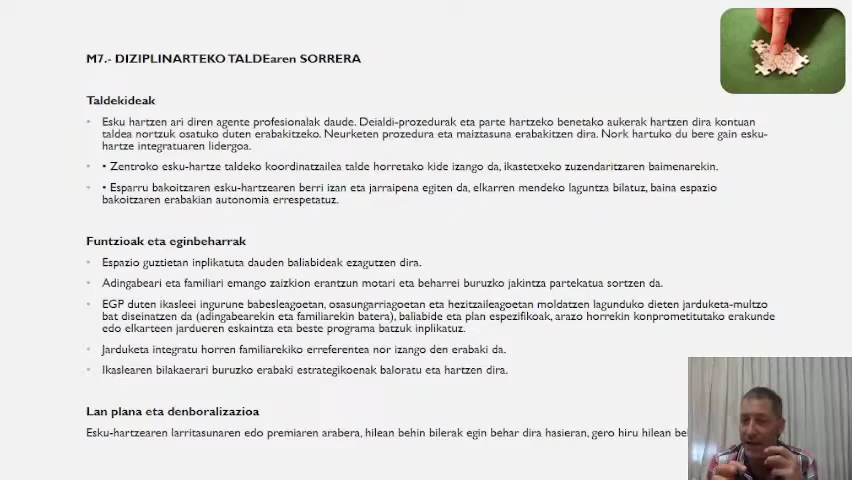 M7.- DIZIPLINARTEKO TALDEaren SORRERA
Taldekideak
Esku hartzen ari diren agente profesionalak daude. Deialdi-prozedurak eta parte hartzeko benetako aukerak hartzen dira kontuan
taldea nortzuk osatuko duten erabakitzeko. Neurketen prozedura eta maiztasuna erabakitzen dira. Nork hartuko du bere gain esku-
hartze integratuaren lidergoa.
• Zentroko esku-hartze taldeko koordinatzailea talde horretako kide izango da, ikastetxeko zuzendaritzaren baimenarekin.
• Esparru bakoitzaren esku-hartzearen berri izan eta jarraipena egiten da, elkarren mendeko laguntza bilatuz, baina espazio
bakoitzaren erabakian autonomia errespetatuz.
Funtzioak eta eginbeharrak
Espazio guztietan inplikatuta dauden baliabideak ezagutzen dira.
Adingabeari eta familiari emango zaizkion erantzun motari eta beharrei buruzko jakintza partekatua sortzen da.
EGP duten ikasleei ingurune babesleagoetan, osasungarriagoetan eta hezitzaileagoetan moldatzen lagunduko dieten jarduketa-multzo
bat diseinatzen da (adingabearekin eta familiarekin batera), baliabide eta plan espezifikoak, arazo horrekin konprometitutako erakunde
edo elkarteen jardueren eskaintza eta beste programa batzuk inplikatuz.
Jarduketa integratu horren familiarekiko erreferentea nor izango den erabaki da.
Ikaslearen bilakaerari buruzko erabaki estrategikoenak baloratu eta hartzen dira.
Lan plana eta denboralizazioa
Esku-hartzearen larritasunaren edo premiaren arabera, hilean behin bilerak egin behar dira hasieran, gero hiru hilean